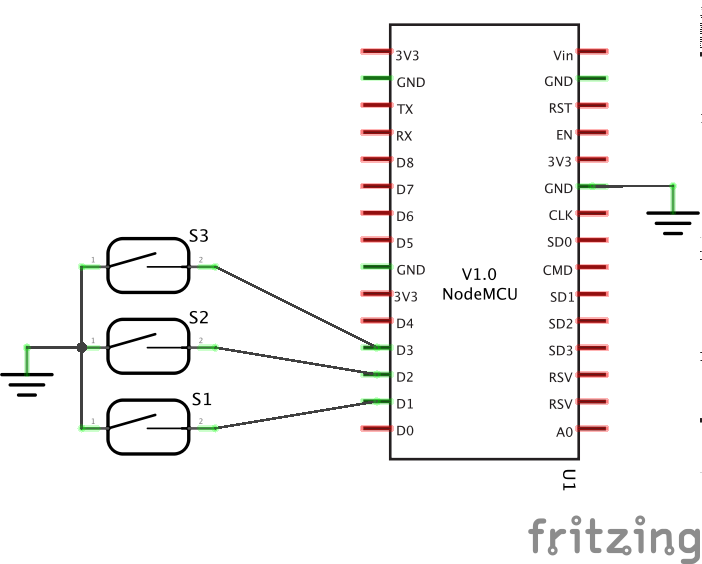 3V3
GND
TX
RX
D8
D7
D6
D5
GND
3V3
D4
D3
D2
D1
D0
V1.0
NodeMCU
Vin
GND
RST
EN
3V3
GND
CLK
SD0
CMD
SD1
SD2
SD3
RSV
RSV
A0
U1
S3
1 2
S2
1 2
S1
1 2
fritzing